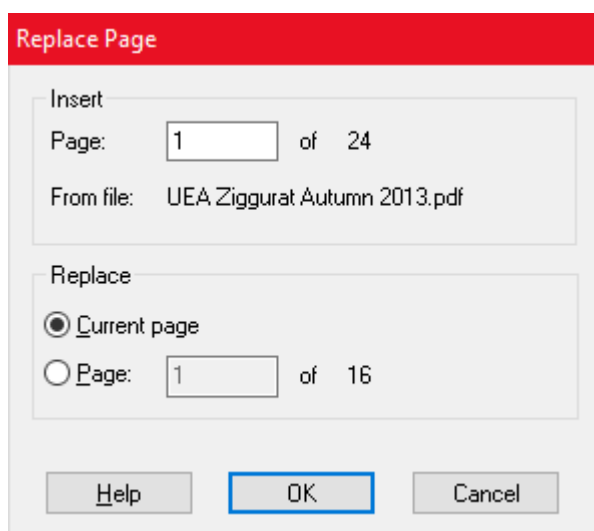 Replace Page
Insert
Page: 1 of 24
From file: UEA Ziggurat Autumn 2013.pdf
Replace
Current page
Page: 1 of 16
Help OK Cancel